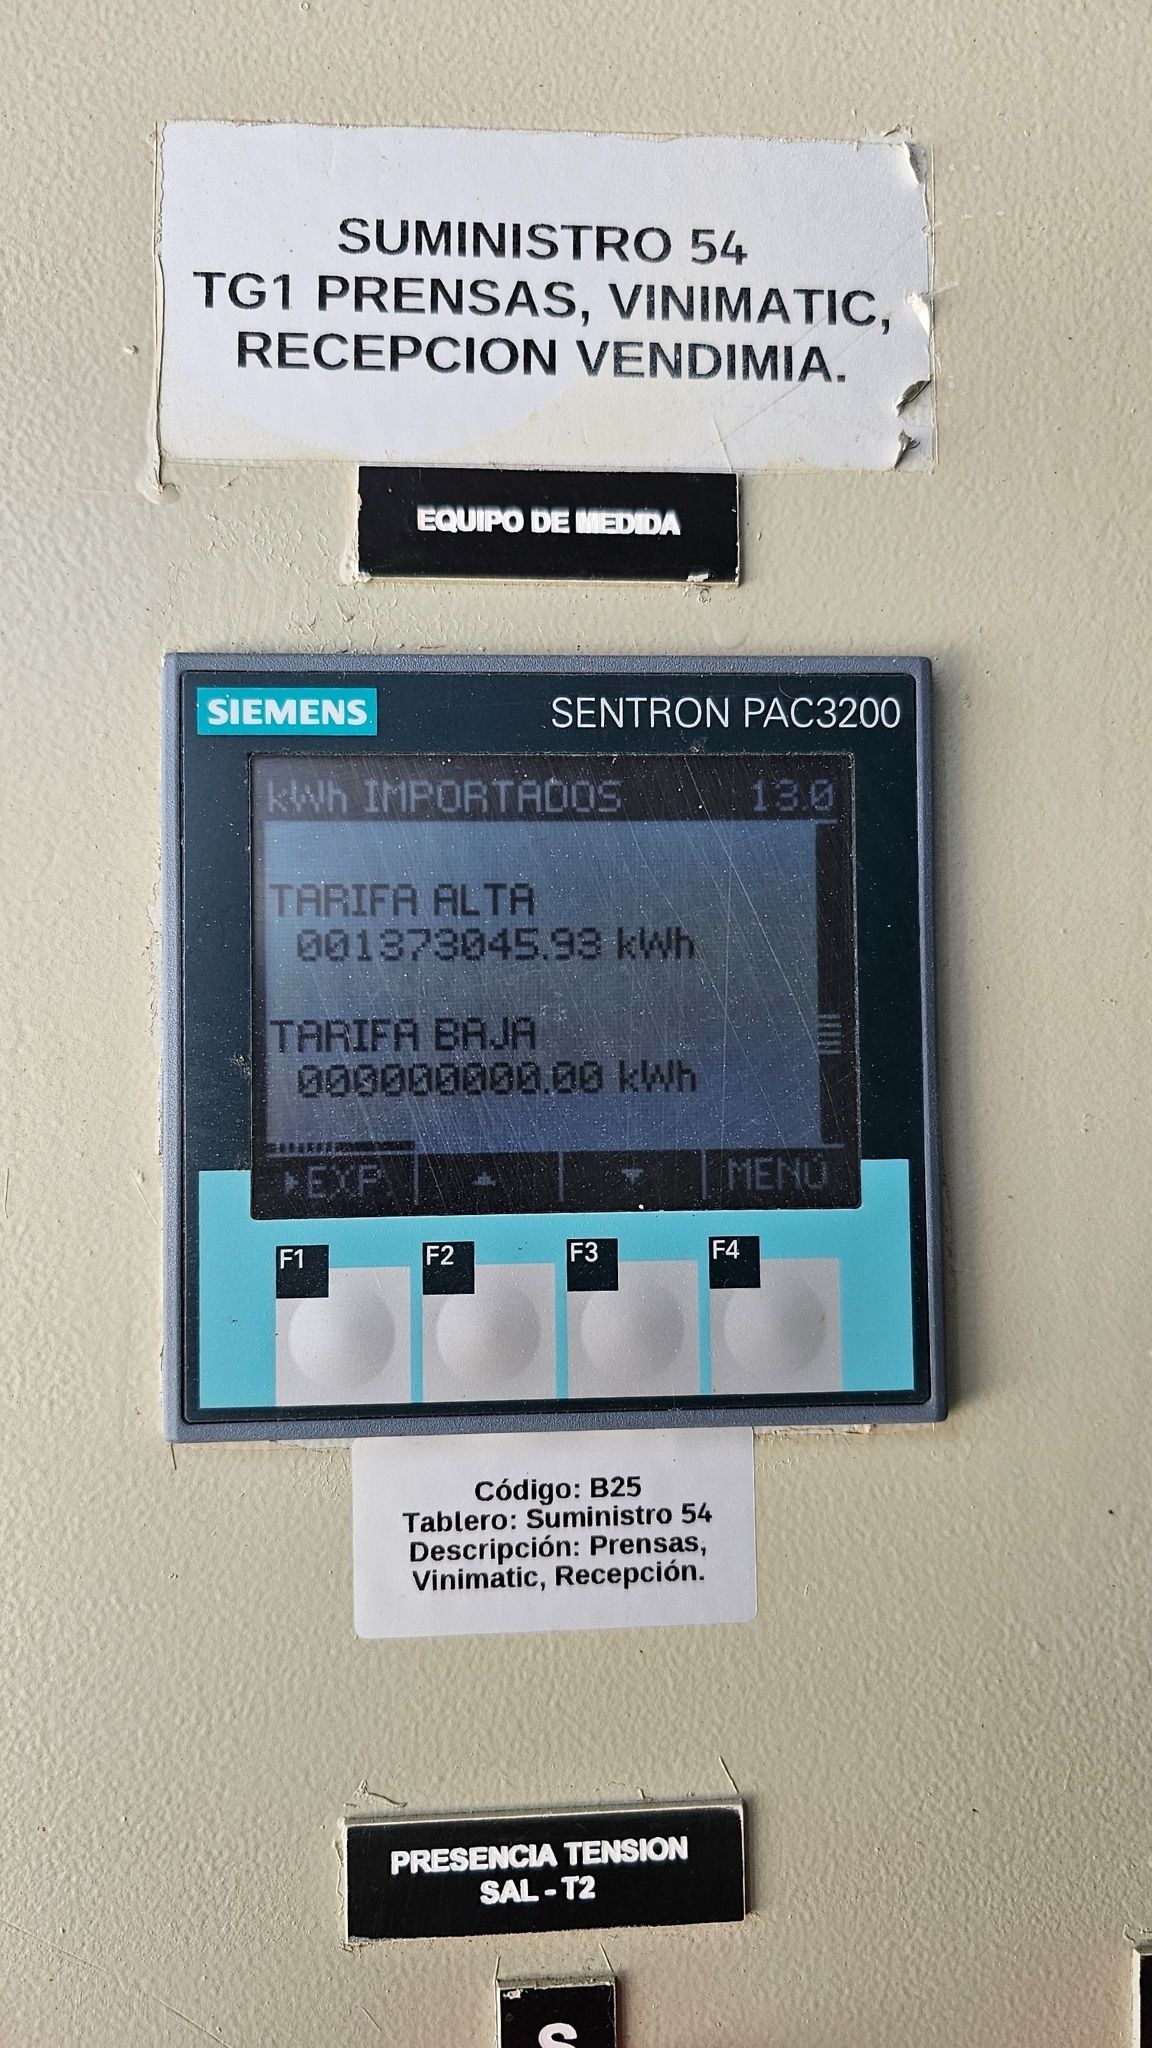 SUMINISTRO 54
TG1 PRENSAS, VINIMATIC,
RECEPCION VENDIMIA.
EQUIPO DE MEDIDA
SIEMENS SENTRON PAC3200
kWh IMPORTADOS 13.0
TARIFA ALTA
001373045.93 kWh
TARIFA BAJA
000000000.00 kWh
▸EXP. ▲ ▼ MENÚ
F1 F2 F3 F4
Código: B25
Tablero: Suministro 54
Descripción: Prensas,
Vinimatic, Recepción.
PRESENCIA TENSION
SAL - T2
S